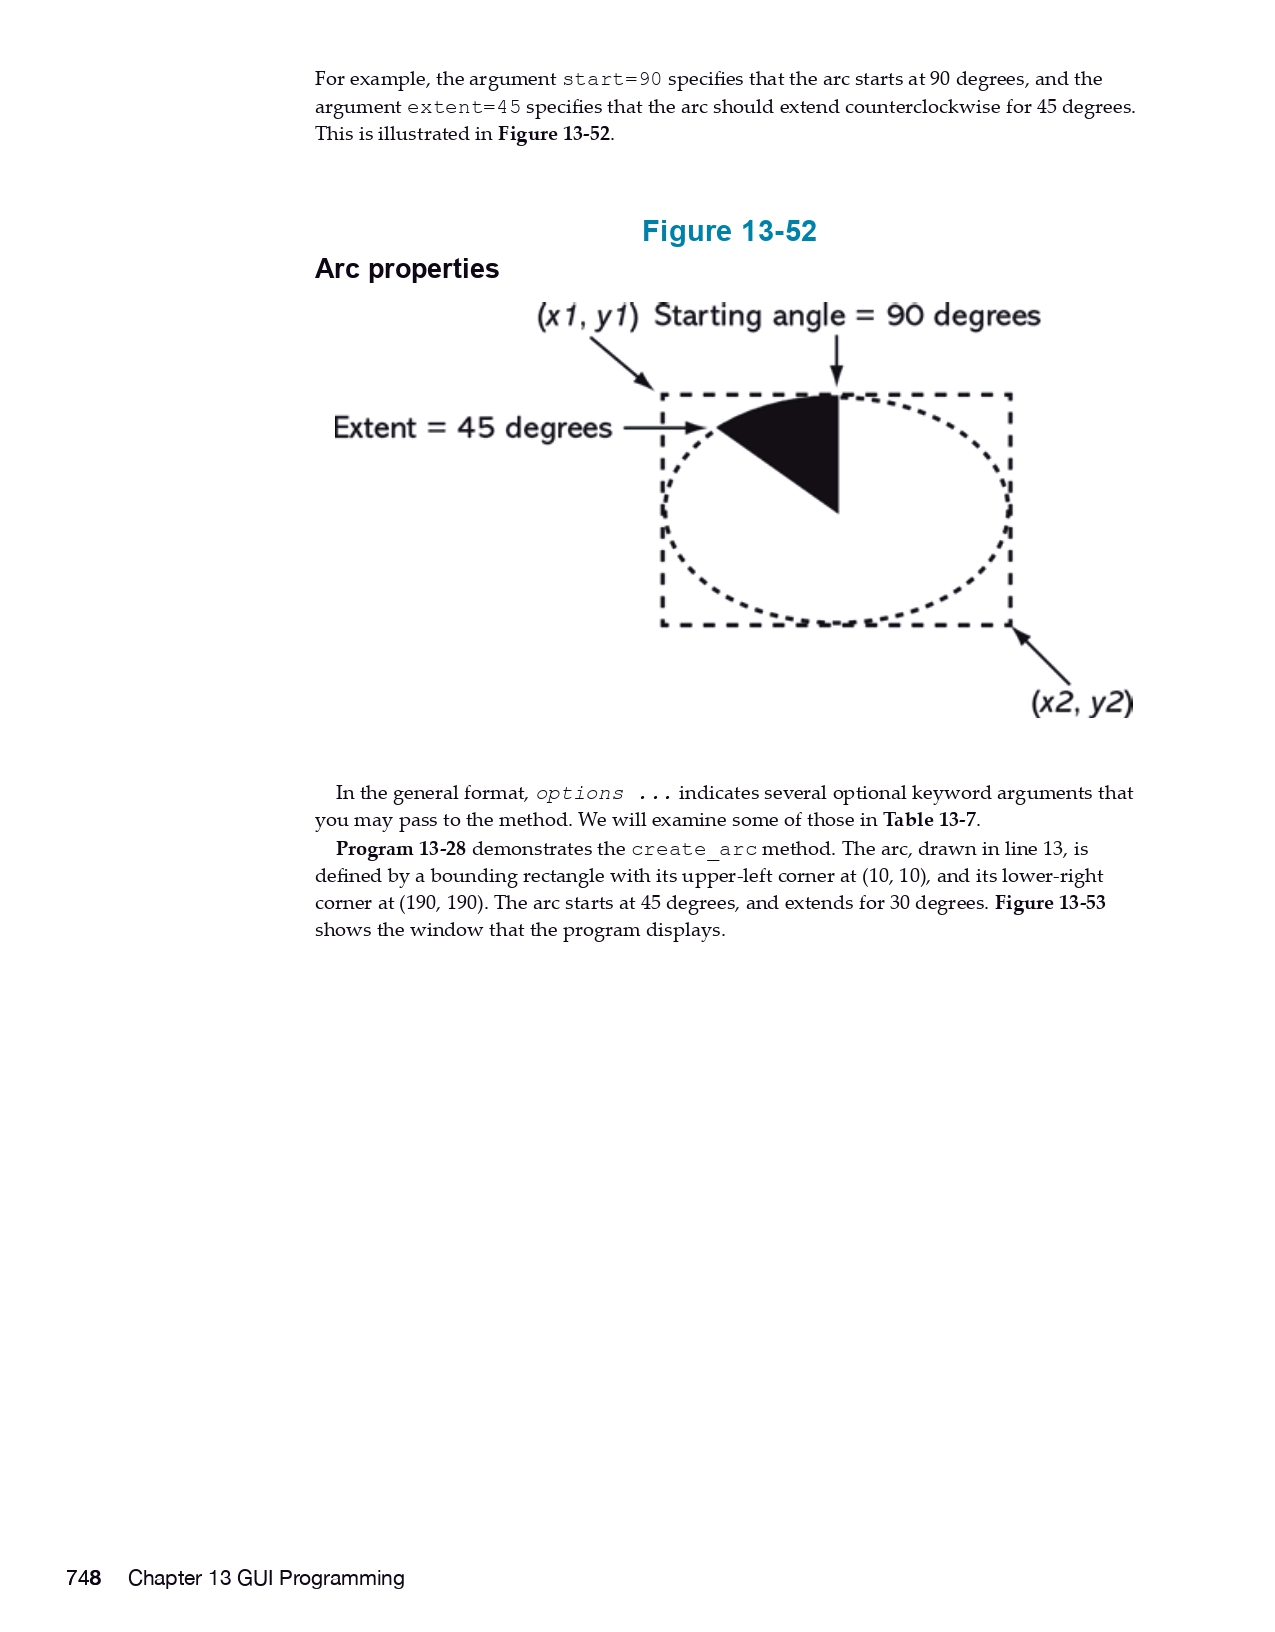 For example, the argument start=90 specifies that the arc starts at 90 degrees, and the
argument extent=45 specifies that the arc should extend counterclockwise for 45 degrees.
This is illustrated in Figure 13-52.
Figure 13-52
Arc properties
(x1, y1) Starting angle = 90 degrees
Extent = 45 degrees
(x2, y2)
In the general format, options ... indicates several optional keyword arguments that
you may pass to the method. We will examine some of those in Table 13-7.
Program 13-28 demonstrates the create_arc method. The arc, drawn in line 13, is
defined by a bounding rectangle with its upper-left corner at (10, 10), and its lower-right
corner at (190, 190). The arc starts at 45 degrees, and extends for 30 degrees. Figure 13-53
shows the window that the program displays.
748 Chapter 13 GUI Programming